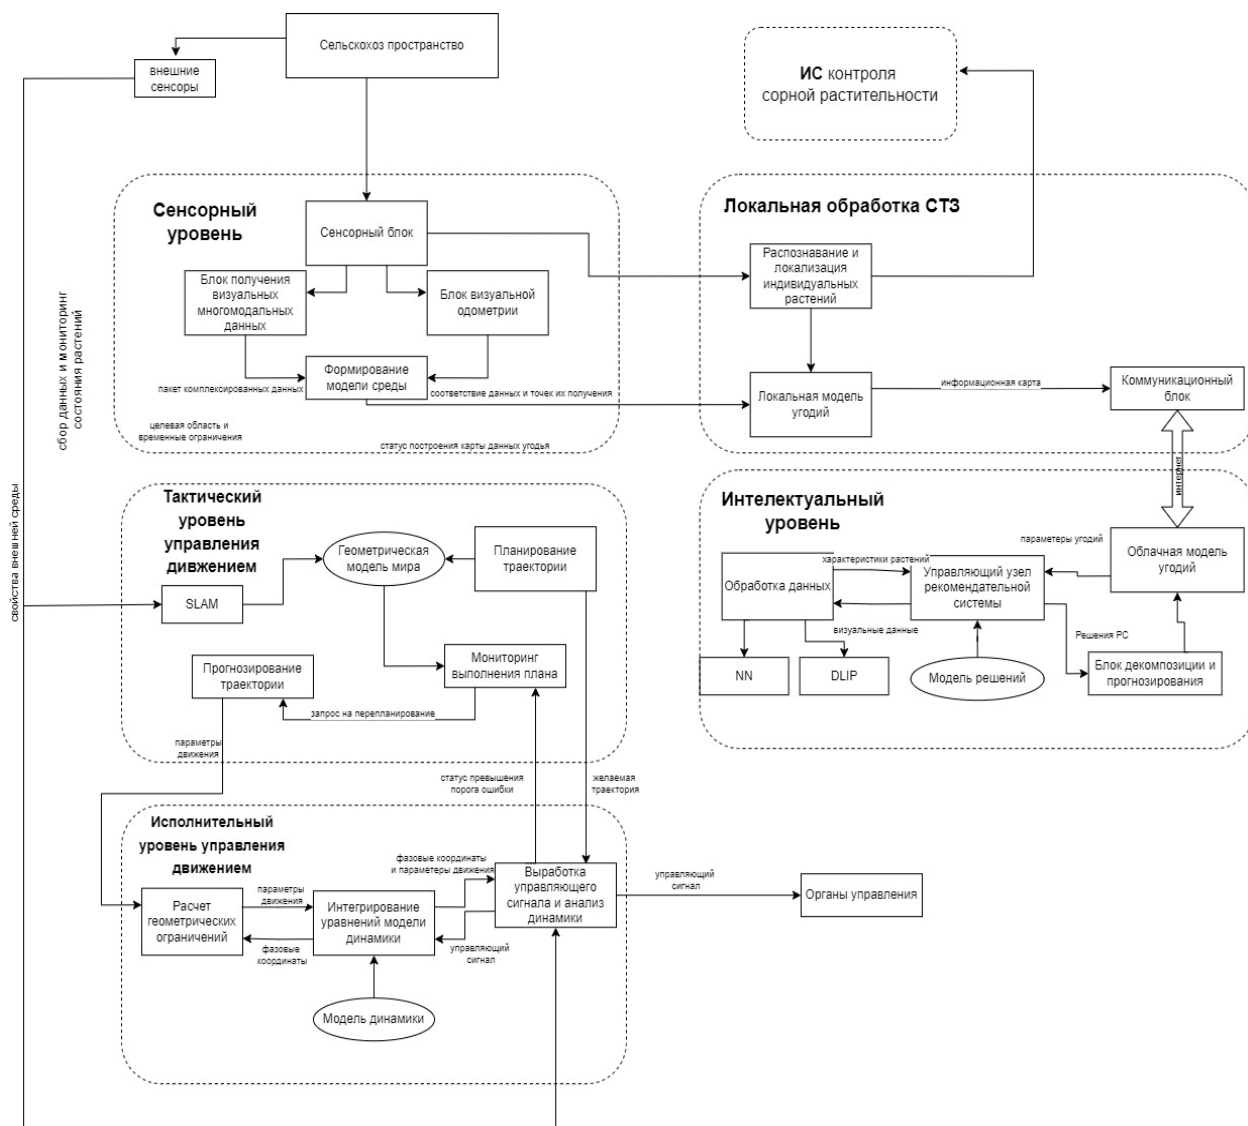 Сельскохоз пространство
внешние
сенсоры
ИС контроля
сорной растительности
Сенсорный
уровень
Сенсорный блок
Блок получения
визуальных
многомодальных
данных
Блок визуальной
одометрии
Формирование
модели среды
пакет комплексированных данных
соответствие данных и точек их получения
целевая область и
временные ограничения
статус построения карты данных угодья
сбор данных и мониторинг
состояния растений
свойства внешней среды
Локальная обработка СТЗ
Распознавание и
локализация
индивидуальных
растений
Локальная модель
угодий
информационная карта
Коммуникационный
блок
интернет
Интелектуальный
уровень
параметры угодий
Облачная модель
угодий
характеристики растений
Обработка данных
Управляющий узел
рекомендательной
системы
визуальные данные
Решения РС
NN
DLIP
Модель решений
Блок декомпозиции и
прогнозирования
Тактический
уровень
управления
дивжением
Геометрическая
модель мира
Планирование
траектории
SLAM
Прогнозирование
траектории
Мониторинг
выполнения плана
запрос на перепланирование
параметры
движения
статус превышения
порога ошибки
желаемая
траектория
Исполнительный
уровень управления
движением
фазовые координаты
и параметры движения
Выработка
управляющего
сигнала и анализ
динамики
управляющий
сигнал
Органы управления
Расчет
геометрических
ограничений
параметры
движения
Интегрирование
уравнений модели
динамики
фазовые
координаты
управляющий
сигнал
Модель динамики